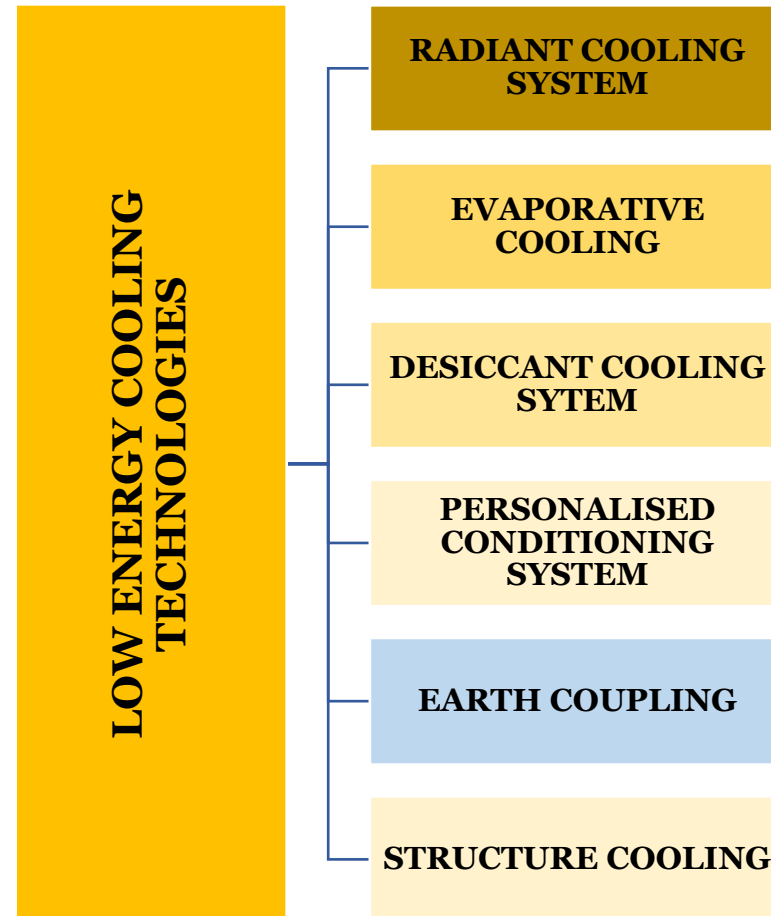 LOW ENERGY COOLING
TECHNOLOGIES
RADIANT COOLING
SYSTEM
EVAPORATIVE
COOLING
DESICCANT COOLING
SYTEM
PERSONALISED
CONDITIONING
SYSTEM
EARTH COUPLING
STRUCTURE COOLING